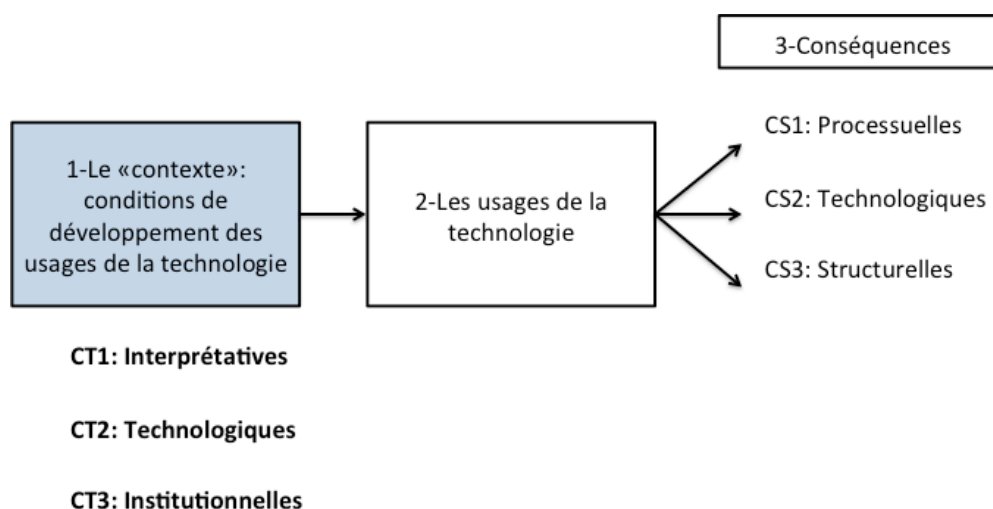 3-Conséquences
1-Le «contexte»:
conditions de
développement des
usages de la technologie
2-Les usages de la
technologie
CS1: Processuelles
CS2: Technologiques
CS3: Structurelles
CT1: Interprétatives
CT2: Technologiques
CT3: Institutionnelles